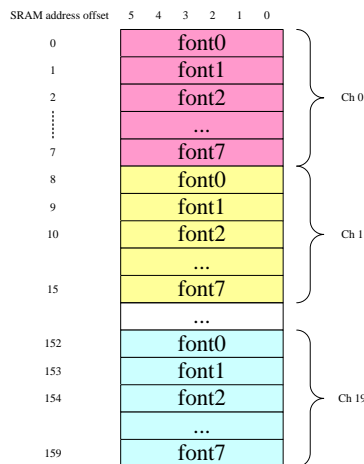 SRAM address offset 5 4 3 2 1 0
0 font0
1 font1
2 font2
...
7 font7
Ch 0
8 font0
9 font1
10 font2
...
15 font7
Ch 1
...
152 font0
153 font1
154 font2
...
159 font7
Ch 19